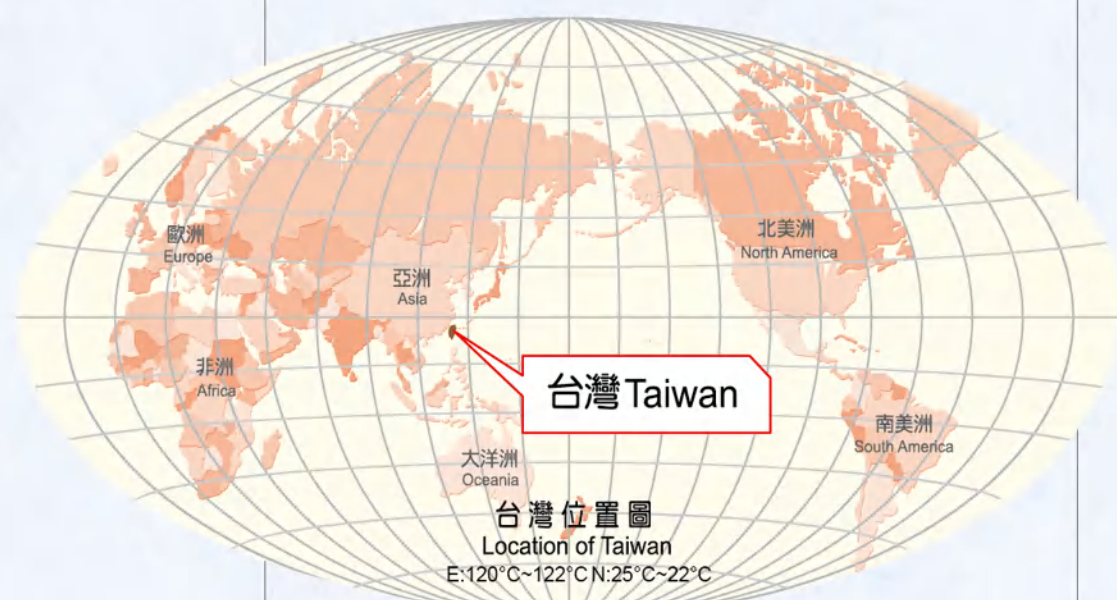 歐洲
Europe
亞洲
Asia
北美洲
North America
非洲
Africa
台灣 Taiwan
南美洲
South America
大洋洲
Oceania
台灣位置圖
Location of Taiwan
E:120°C~122°C N:25°C~22°C